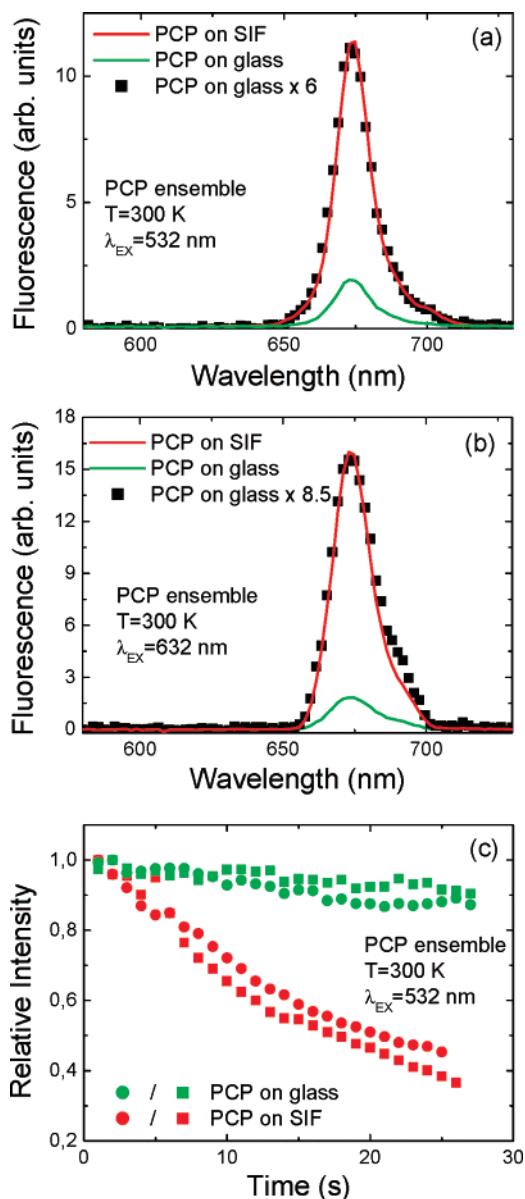 (a)
PCP on SIF
PCP on glass
PCP on glass x 6
PCP ensemble
T=300 K
λEX=532 nm
Fluorescence (arb. units)
10
5
0
600 650 700
Wavelength (nm)
(b)
PCP on SIF
PCP on glass
PCP on glass x 8.5
PCP ensemble
T=300 K
λEX=632 nm
Fluorescence (arb. units)
18
15
12
9
6
3
0
600 650 700
Wavelength (nm)
(c)
PCP ensemble
T=300 K
λEX=532 nm
/ PCP on glass
/ PCP on SIF
Relative Intensity
1,0
0,8
0,6
0,4
0,2
0 10 20 30
Time (s)